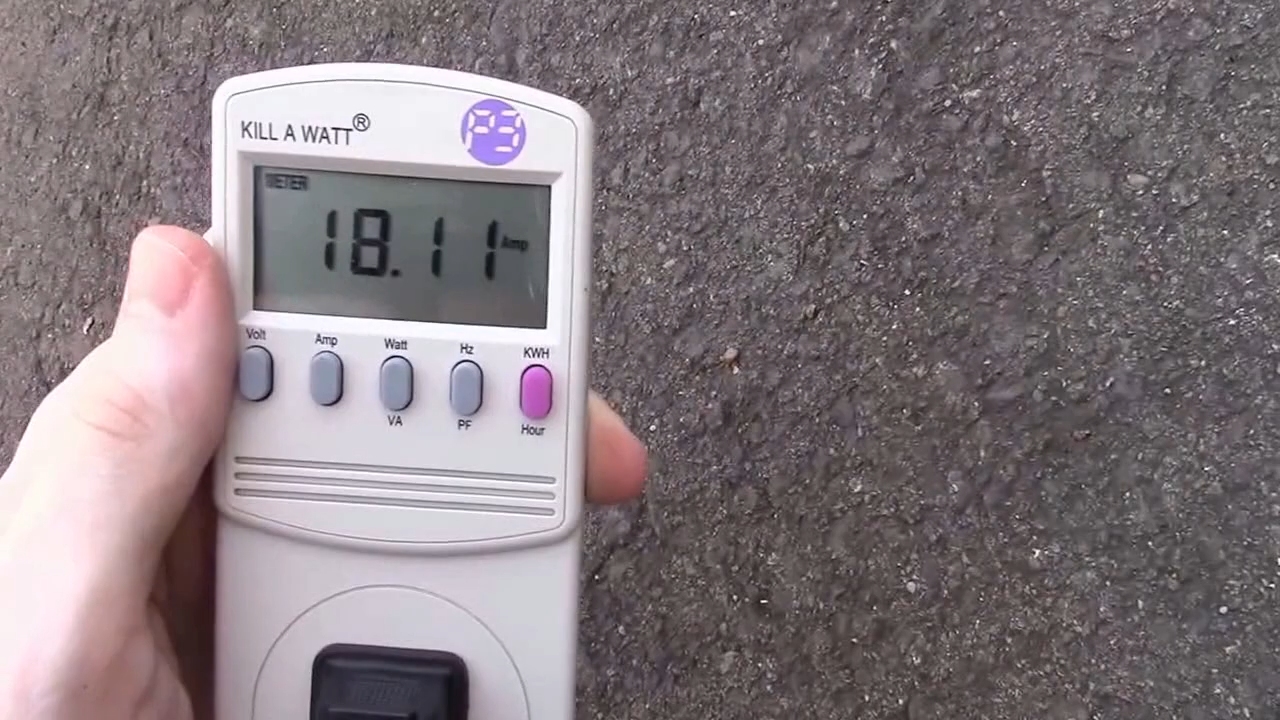 KILL A WATT®
P3
METER
18.11 Amp
Volt Amp Watt Hz KWH
VA PF Hour